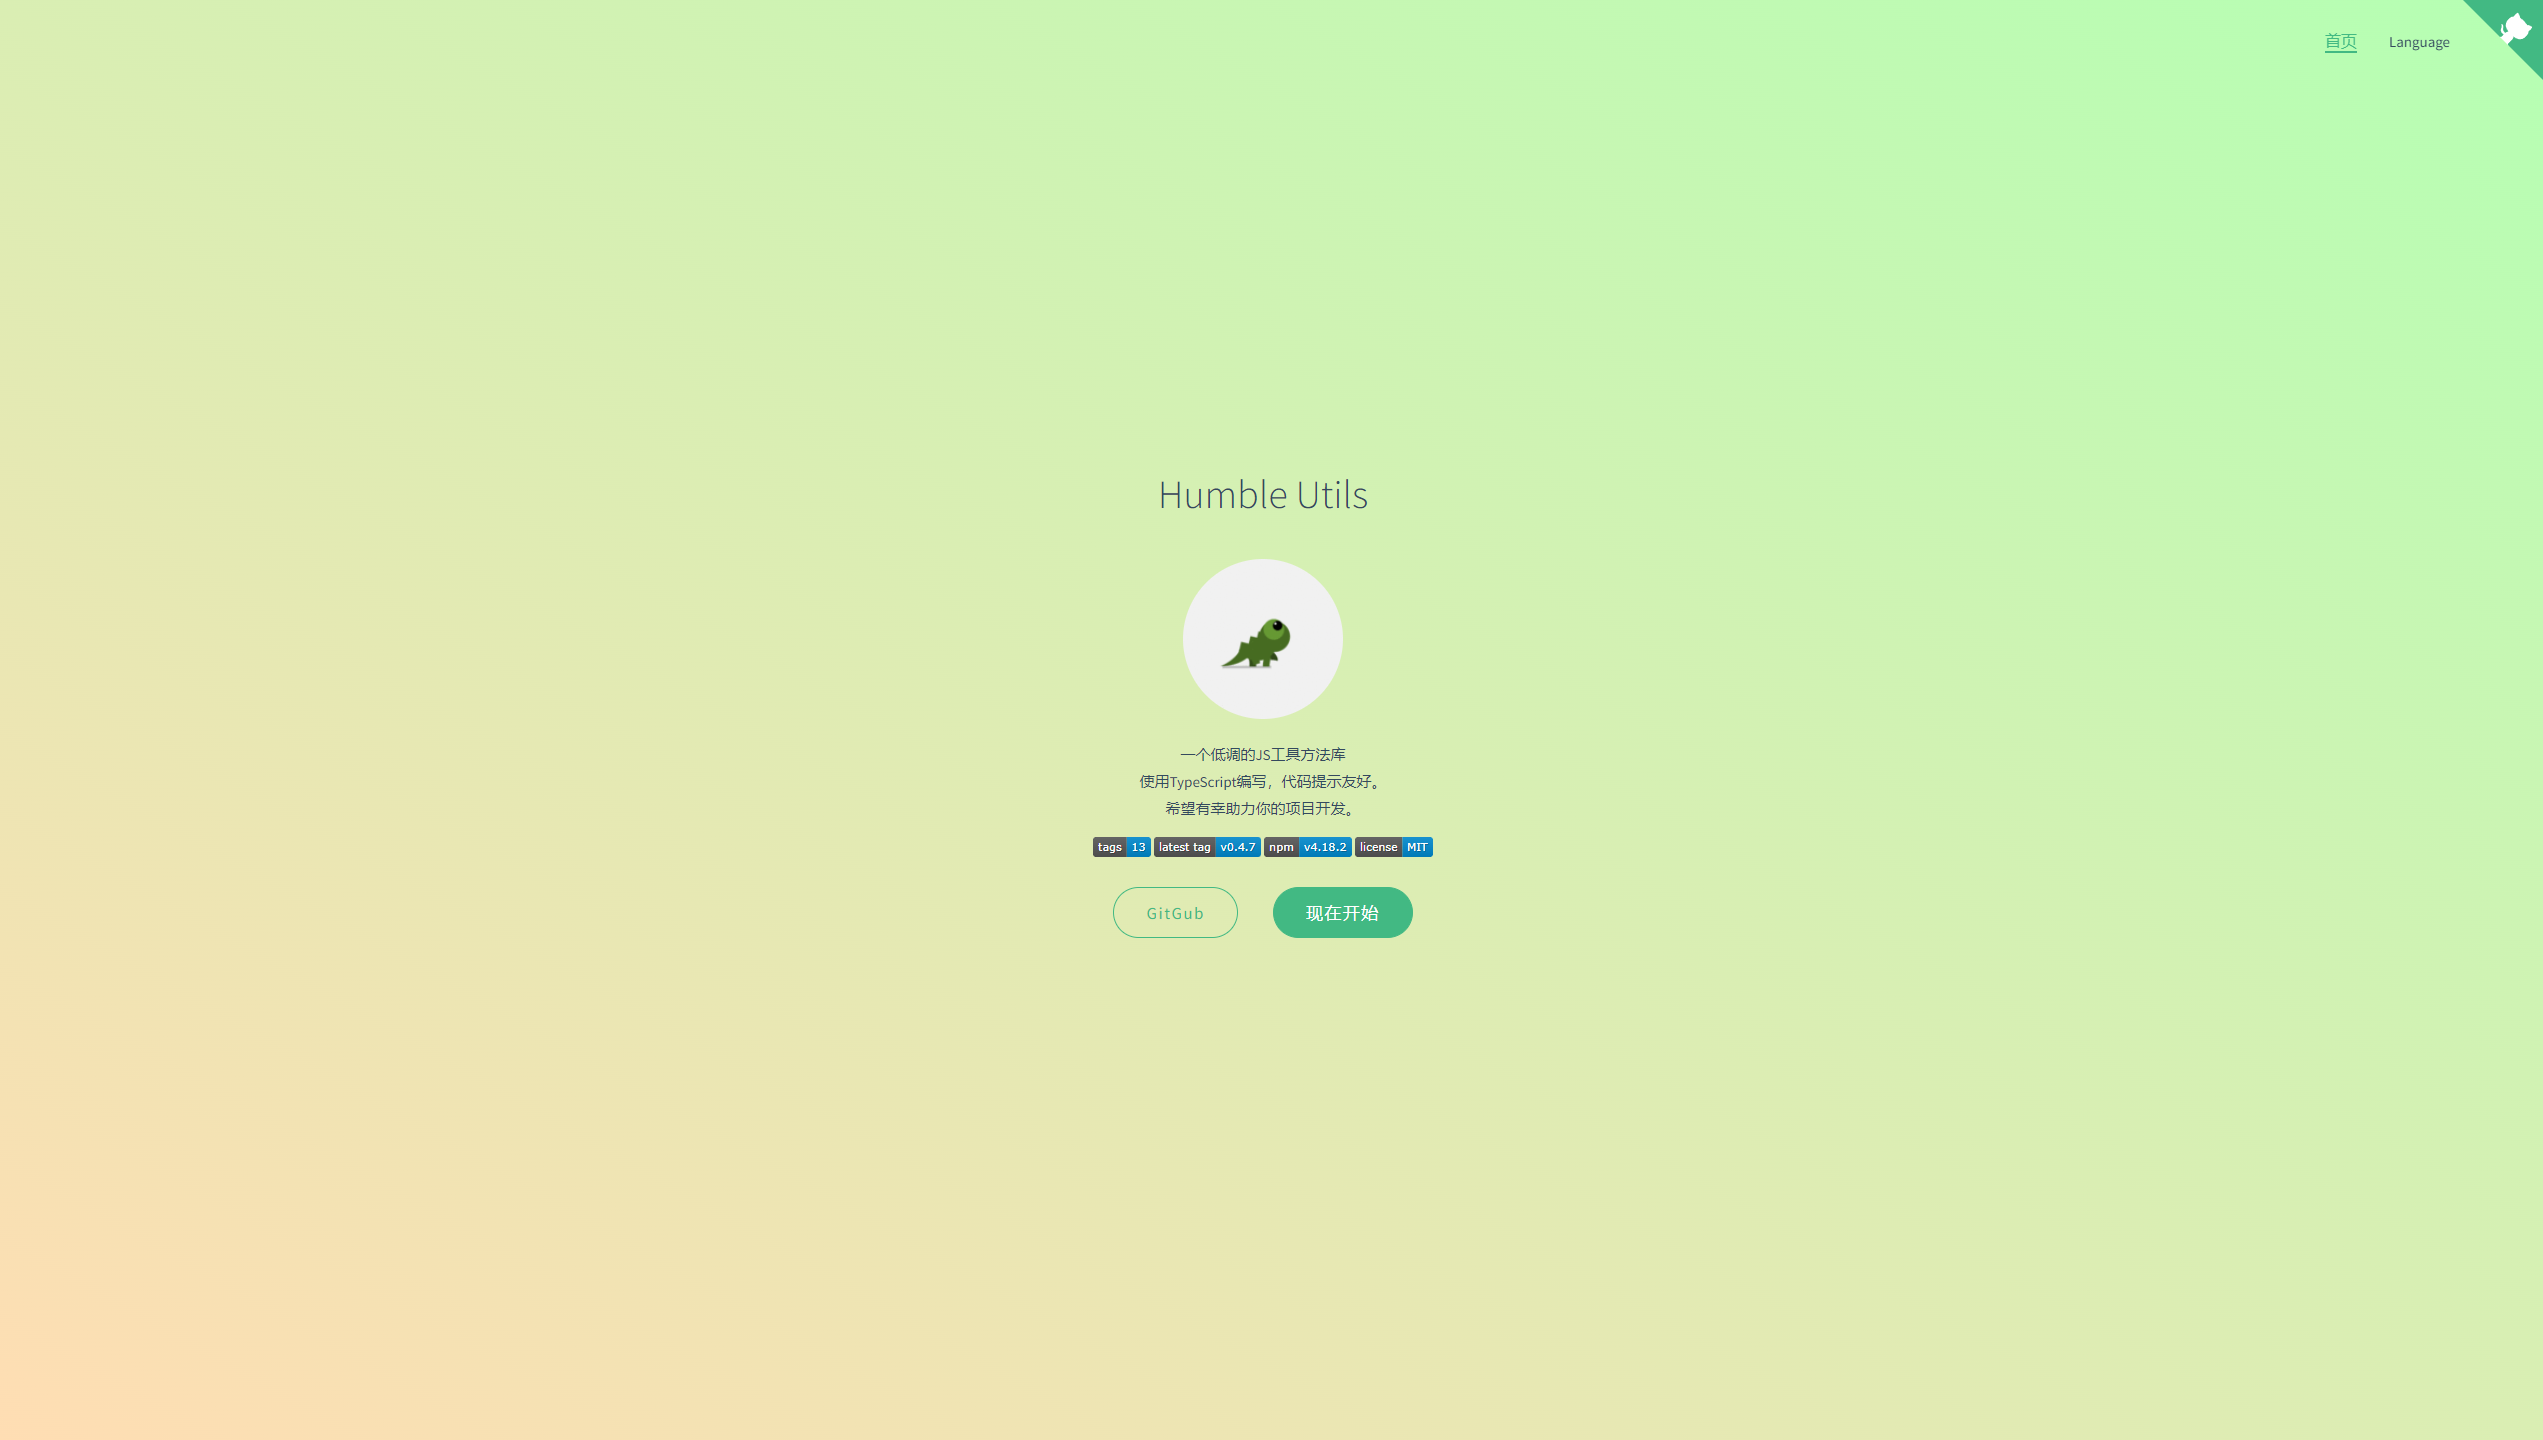 首页 Language
Humble Utils
一个低调的JS工具方法库
使用TypeScript编写，代码提示友好。
希望有幸助力你的项目开发。
tags 13 latest tag v0.4.7 npm v4.18.2 license MIT
GitGub 现在开始